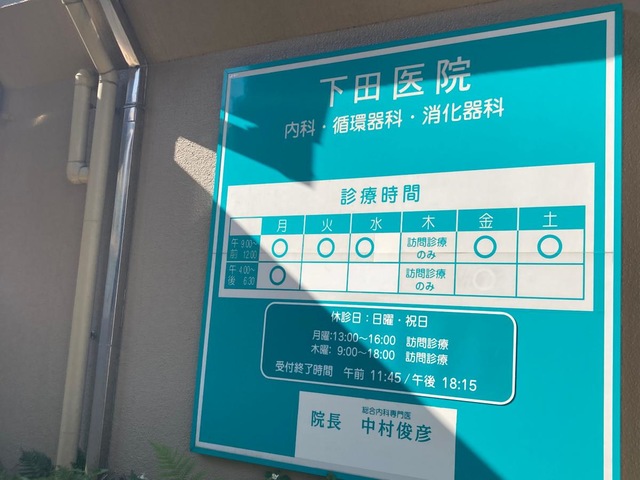 下田医院
内科・循環器科・消化器科
診療時間
月 火 水 木 金 土
午前 9:00~12:00 ○ ○ ○ 訪問診療のみ ○ ○
午後 4:00~6:30 ○ 訪問診療のみ
休診日:日曜・祝日
月曜:13:00~16:00 訪問診療
木曜: 9:00~18:00 訪問診療
受付終了時間 午前 11:45/午後 18:15
総合内科専門医
院長 中村俊彦